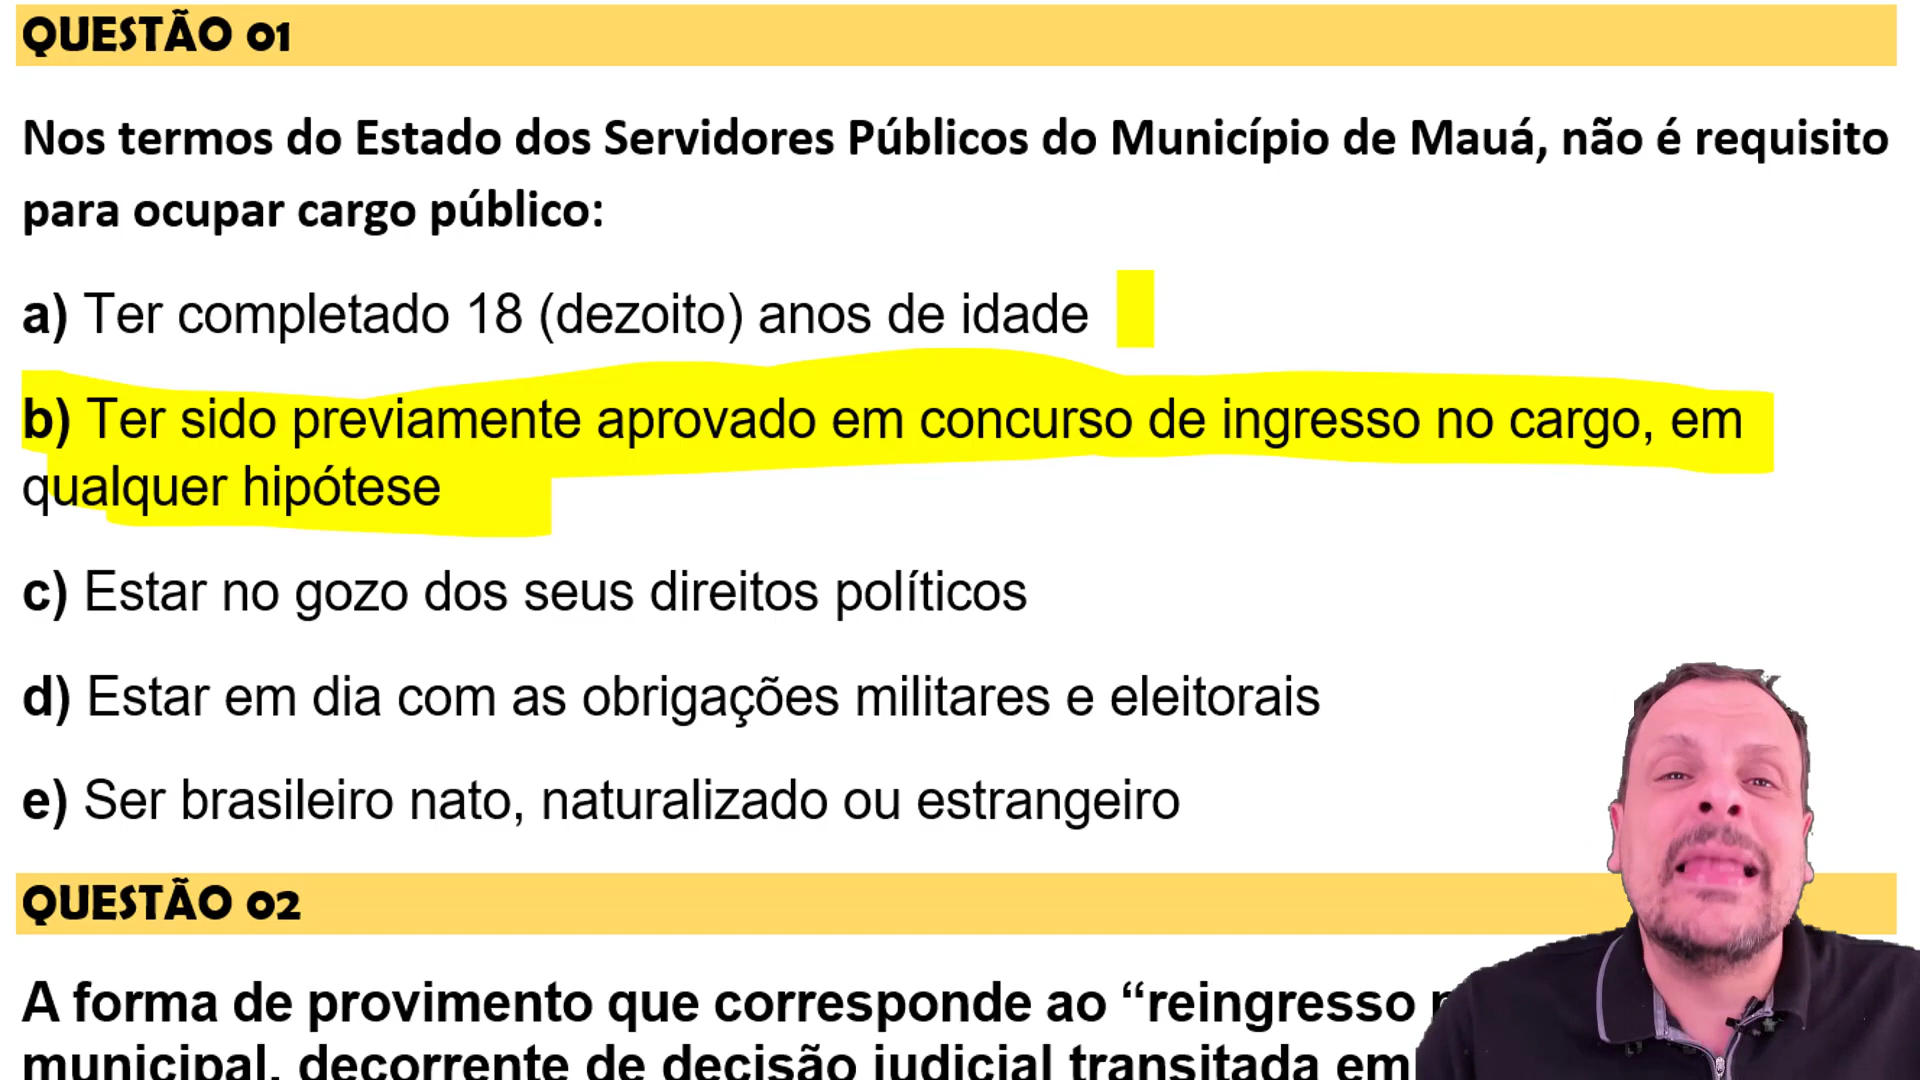 QUESTÃO 01
Nos termos do Estado dos Servidores Públicos do Município de Mauá, não é requisito
para ocupar cargo público:
a) Ter completado 18 (dezoito) anos de idade
b) Ter sido previamente aprovado em concurso de ingresso no cargo, em
qualquer hipótese
c) Estar no gozo dos seus direitos políticos
d) Estar em dia com as obrigações militares e eleitorais
e) Ser brasileiro nato, naturalizado ou estrangeiro
QUESTÃO 02
A forma de provimento que corresponde ao “reingresso
municipal, decorrente de decisão judicial transitada em